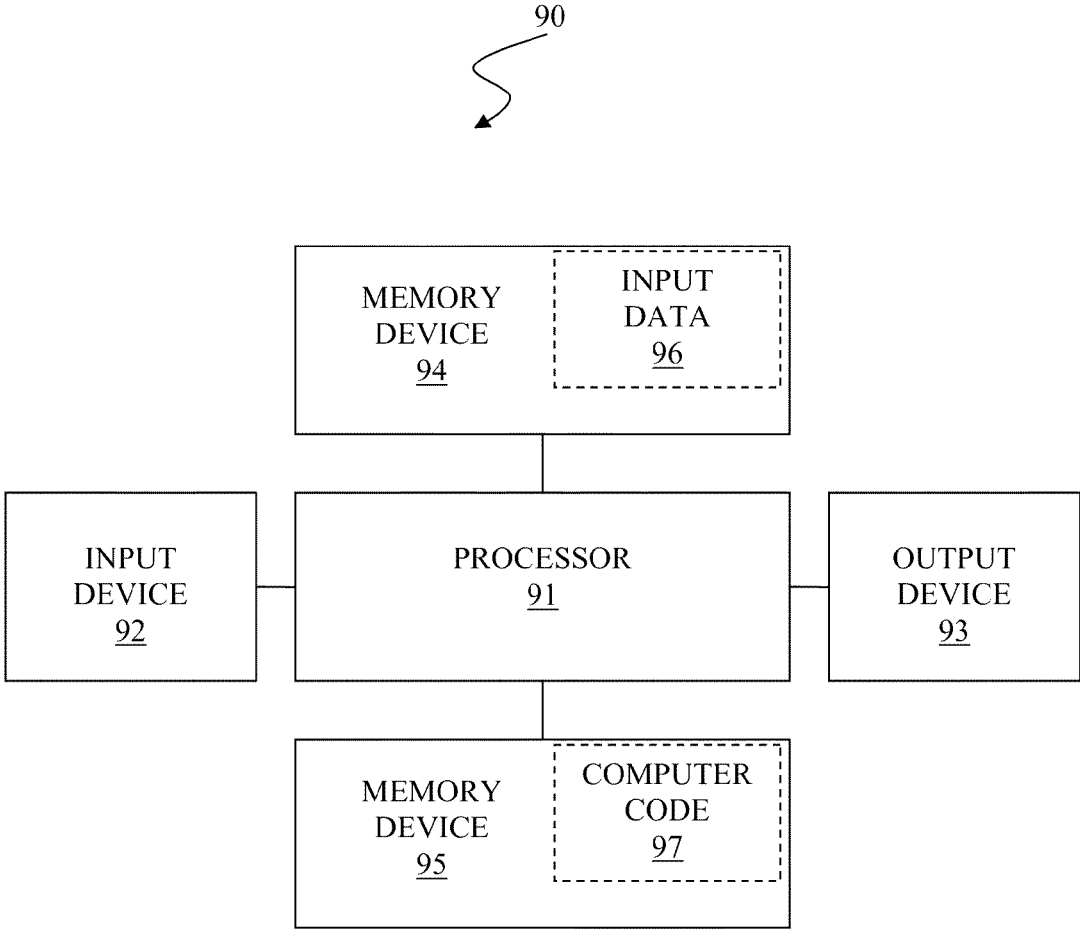 90
MEMORY
DEVICE
94
INPUT
DATA
96
INPUT
DEVICE
92
PROCESSOR
91
OUTPUT
DEVICE
93
MEMORY
DEVICE
95
COMPUTER
CODE
97